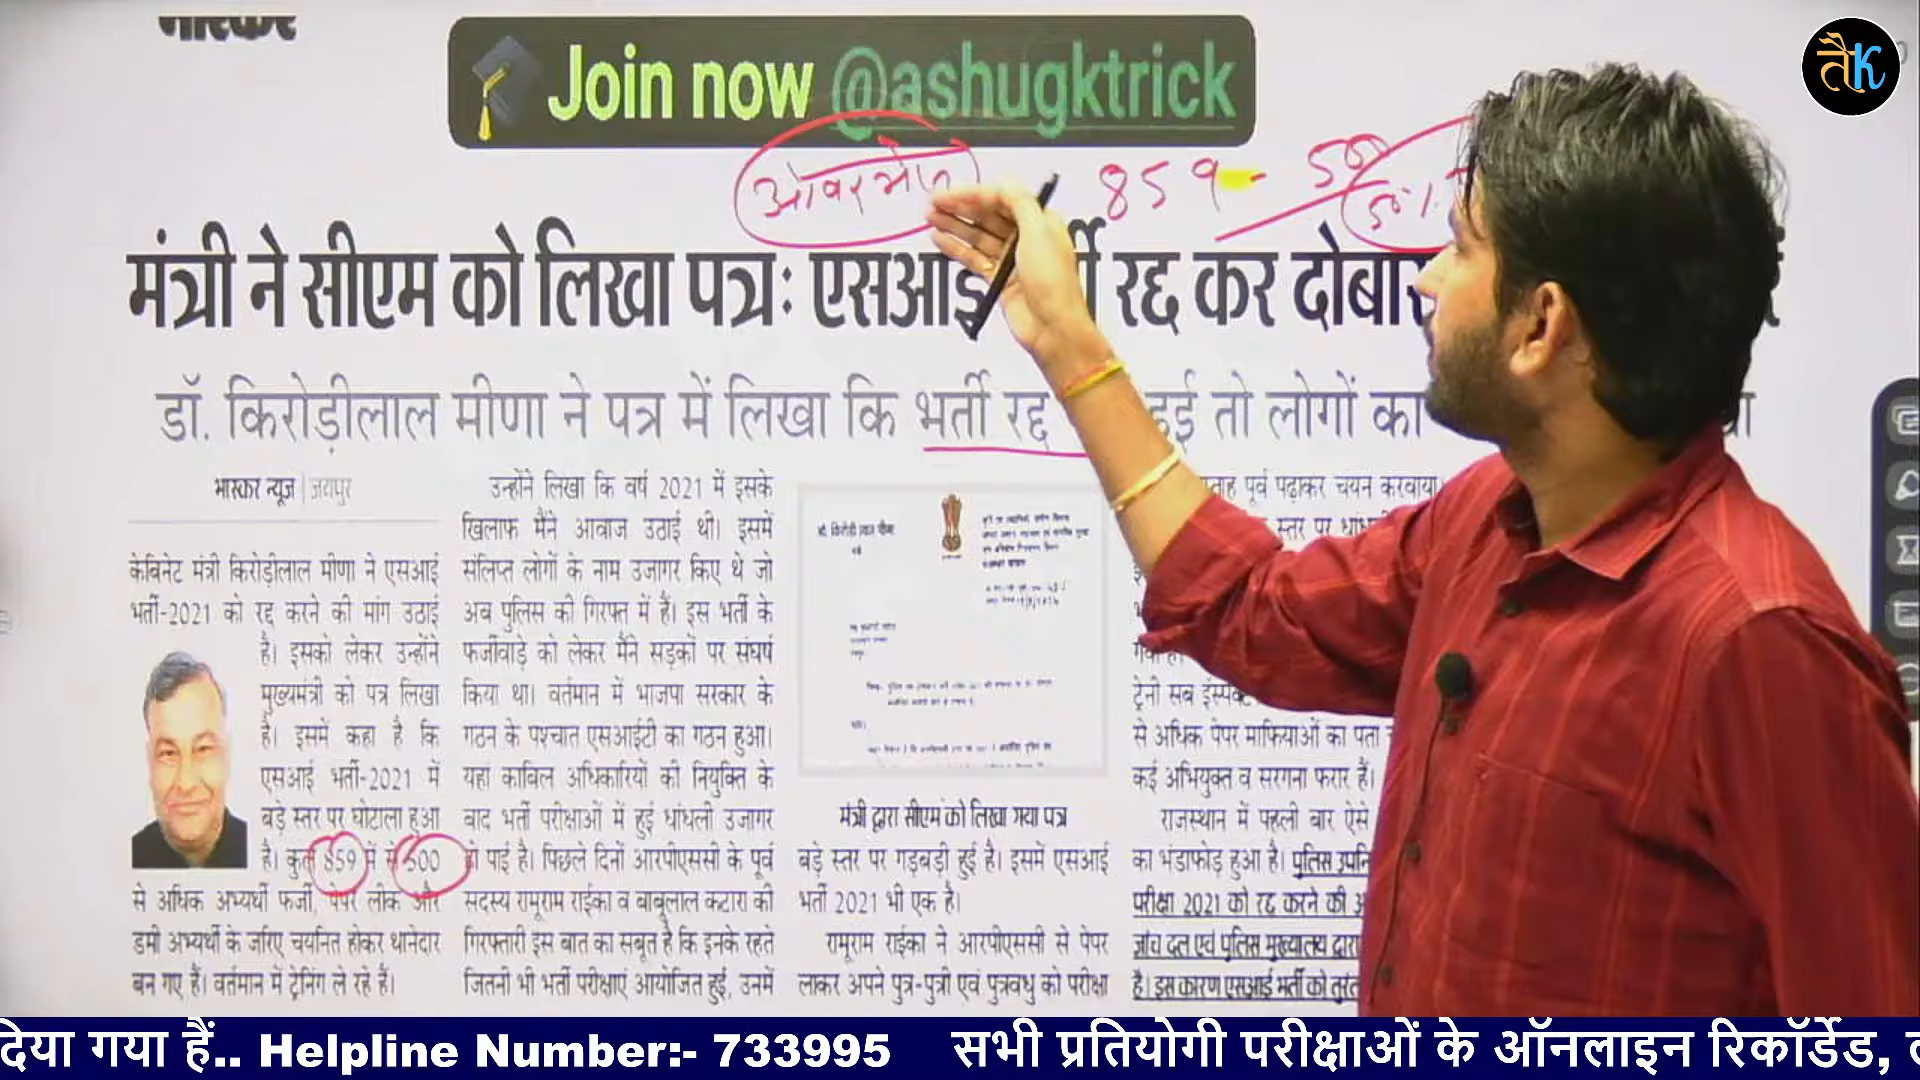 भास्कर
Join now @ashugktrick
तैK
859 -
मंत्री ने सीएम को लिखा पत्रः एसआई रद्द कर
डॉ. किरोड़ीलाल मीणा ने पत्र में लिखा कि भर्ती रद्द हुई तो लोगों का
भास्कर न्यूज | जयपुर
केबिनेट मंत्री किरोड़ीलाल मीणा ने एसआई
भर्ती-2021 को रद्द करने की मांग उठाई
है। इसको लेकर उन्होंने
मुख्यमंत्री को पत्र लिखा
है। इसमें कहा है कि
एसआई भर्ती-2021 में
बड़े स्तर पर घोटाला हुआ
है। कुल 859 में से 500
से अधिक अभ्यर्थी फर्जी, पेपर लीक और
डमी अभ्यर्थी के जरिए चयनित होकर थानेदार
बन गए हैं। वर्तमान में ट्रेनिंग ले रहे हैं।
उन्होंने लिखा कि वर्ष 2021 में इसके
खिलाफ मैंने आवाज उठाई थी। इसमें
संलिप्त लोगों के नाम उजागर किए थे जो
अब पुलिस की गिरफ्त में हैं। इस भर्ती के
फर्जीवाड़े को लेकर मैंने सड़कों पर संघर्ष
किया था। वर्तमान में भाजपा सरकार के
गठन के पश्चात एसआईटी का गठन हुआ।
यहां काबिल अधिकारियों की नियुक्ति के
बाद भर्ती परीक्षाओं में हुई धांधली उजागर
हो पाई है। पिछले दिनों आरपीएससी के पूर्व
सदस्य रामूराम राईका व बाबूलाल कटारा की
गिरफ्तारी इस बात का सबूत है कि इनके रहते
जितनी भी भर्ती परीक्षाएं आयोजित हुई, उनमें
मंत्री द्वारा सीएम को लिखा गया पत्र
बड़े स्तर पर गड़बड़ी हुई है। इसमें एसआई
भर्ती 2021 भी एक है।
रामूराम राईका ने आरपीएससी से पेपर
लाकर अपने पुत्र-पुत्री एवं पुत्रवधु को परीक्षा
पूर्व पढ़ाकर चयन करवाया
स्तर पर
ट्रेनी सब
से अधिक पेपर माफियाओं का पता
कई अभियुक्त व सरगना फरार हैं।
राजस्थान में पहली बार ऐसे
का भंडाफोड़ हुआ है। पुलिस
परीक्षा 2021 को रद्द करने की
जांच दल एवं पुलिस मुख्यालय द्वारा
है। इस कारण एसआई भर्ती को
दिया गया हैं.. Helpline Number:- 733995 सभी प्रतियोगी परीक्षाओं के ऑनलाइन रिकॉर्डेड,